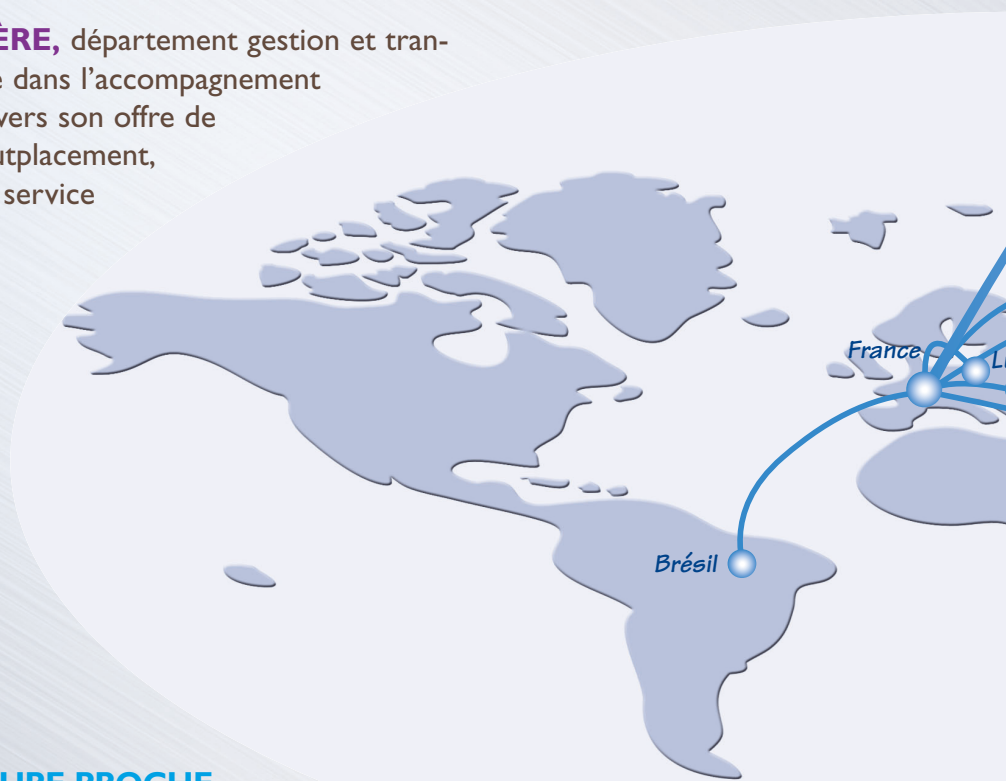 ÈRE, département gestion et tran-
e dans l’accompagnement
vers son offre de
utplacement,
service
France
Brésil